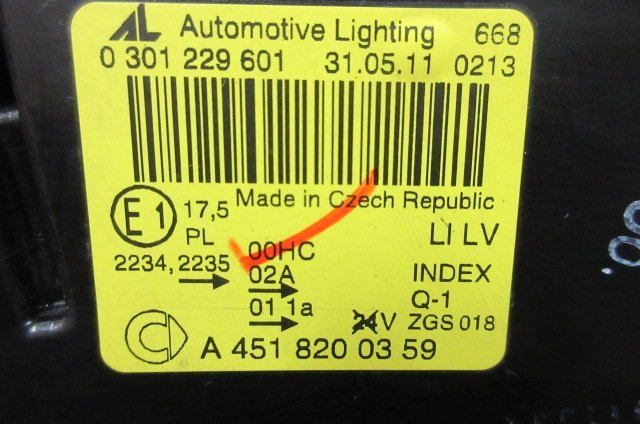 AL Automotive Lighting 668
0 301 229 601 31.05.11 0213
Made in Czech Republic
E1 17,5
PL
LI LV
2234, 2235
00HC
02A
INDEX
01 1a
Q-1
24V ZGS 018
A 451 820 03 59